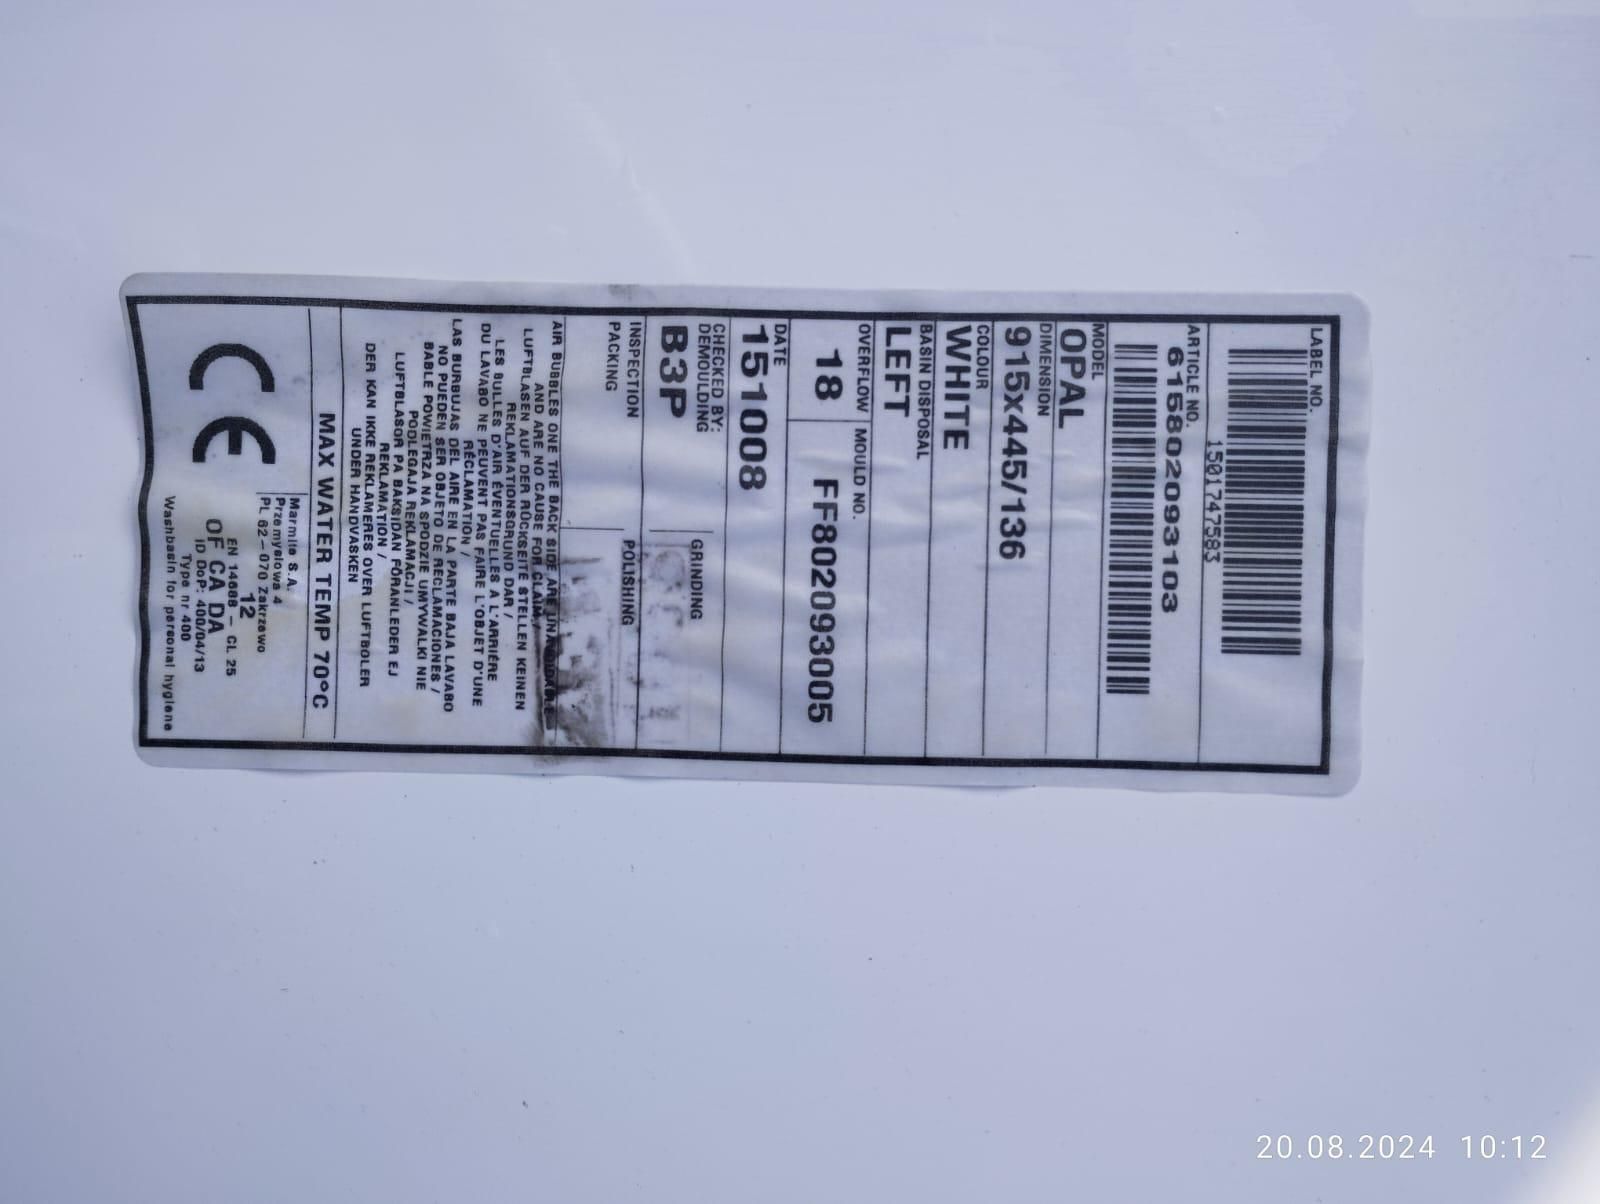 LABEL NO.
1501747583
ARTICLE NO.
615802093103
MODEL
OPAL
DIMENSION
915x445/136
COLOUR
WHITE
BASIN DISPOSAL
LEFT
OVERFLOW
18
MOULD NO.
FF802093005
DATE
151008
CHECKED BY:
DEMOULDING
B3P
GRINDING
INSPECTION
PACKING
POLISHING
AIR BUBBLES ONE THE BACK SIDE ARE UNAVOIDABLE
AND ARE NO CAUSE FOR CLAIM/
LUFTBLASEN AUF DER RÜCKSEITE STELLEN KEINEN
REKLAMATIONSGRUND DAR /
LES BULLES D'AIR ÉVENTUELLES A L'ARRIÉRE
DU LAVABO NE PEUVENT PAS FAIRE L'OBJET D'UNE
RÉCLAMATION /
LAS BURBUJAS DEL AIRE EN LA PARTE BAJA LAVABO
NO PUEDEN SER OBJETO DE RECLAMACIONES /
BABLE POWIETRZA NA SPODZIE UMYWALKI NIE
PODLEGAJA REKLAMACJI /
LUFTBLÅSOR PA BAKSIDAN FÖRANLEDER EJ
REKLAMATION /
DER KAN IKKE REKLAMERES OVER LUFTBOLER
UNDER HANDVASKEN
MAX WATER TEMP 70°C
CE
Marmite S.A.
Przemysłowa 4
PL 62-070 Zakrzewo
12
EN 14688 - CL 25
OF CA DA
ID DoP: 400/04/13
Type nr 400
Washbasin for personal hygiene
20.08.2024 10:12